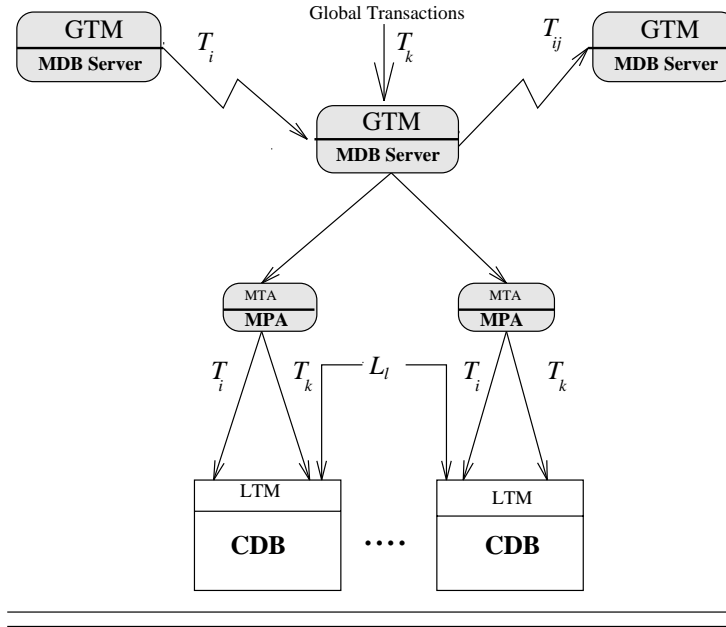 Global Transactions
GTM
MDB Server
T_i
T_k
T_ij
GTM
MDB Server
GTM
MDB Server
MTA
MPA
MTA
MPA
T_i
T_k
L_l
T_i
T_k
LTM
CDB
....
LTM
CDB